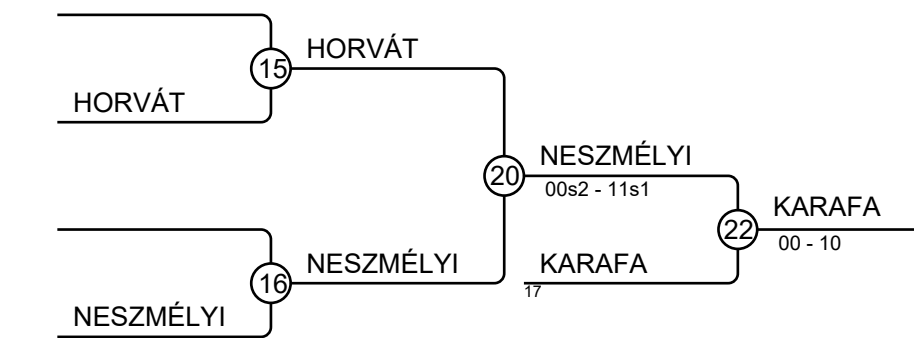 HORVÁT
15
HORVÁT
NESZMÉLYI
20
00s2 - 11s1
KARAFA
22
00 - 10
NESZMÉLYI
KARAFA
16
17
NESZMÉLYI